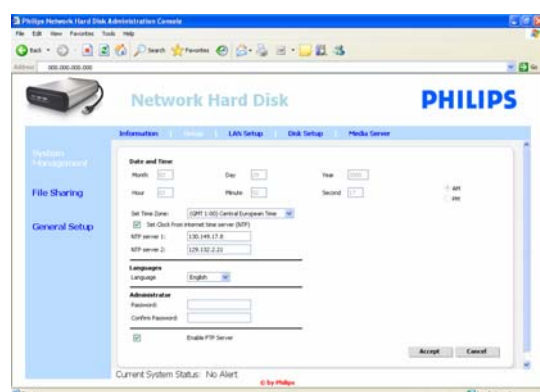 Philips Network Hard Disk Administration Console
File Edit View Favorites Tools Help
Back Search Favorites
Address 000.000.000.000 Go
Network Hard Disk
PHILIPS
Information | Setup | LAN Setup | Disk Setup | Media Server
System Management
File Sharing
General Setup
Date and Time
Month Day Year
Hour Minute Second AM
PM
Set Time Zone: (GMT 1:00) Central European Time
Set Clock from internet time server (NTP)
NTP server 1: 130.149.17.8
NTP server 2: 129.132.2.21
Languages
Language English
Administrator
Password:
Confirm Password:
Enable FTP Server
Accept Cancel
Current System Status: No Alert
© by Philips